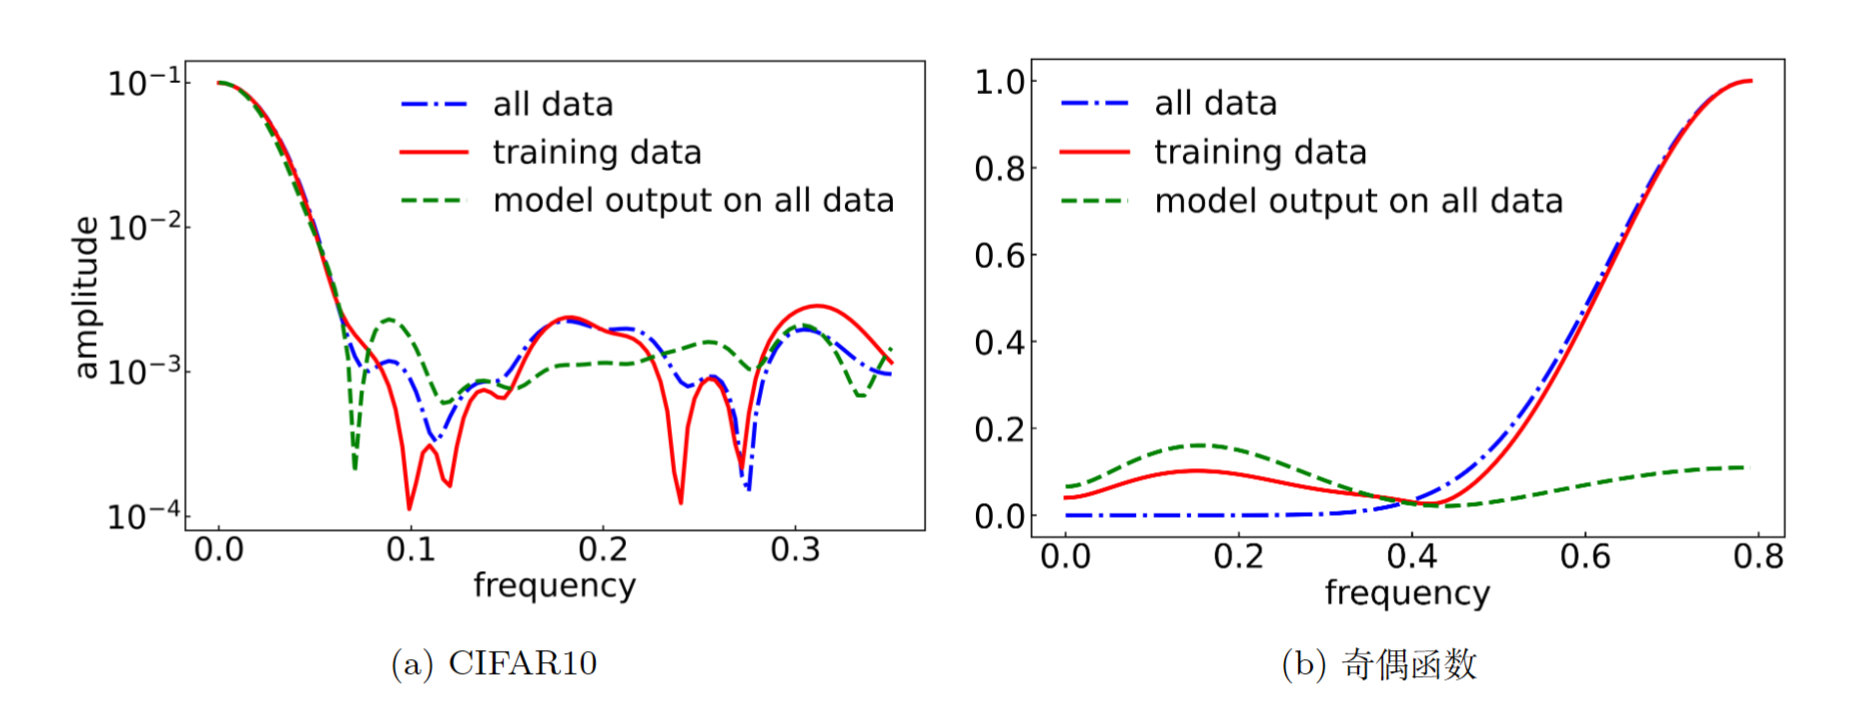 amplitude
10⁻¹
10⁻²
10⁻³
10⁻⁴
all data
training data
model output on all data
0.0 0.1 0.2 0.3
frequency
(a) CIFAR10
1.0
0.8
0.6
0.4
0.2
0.0
all data
training data
model output on all data
0.0 0.2 0.4 0.6 0.8
frequency
(b) 奇偶函数